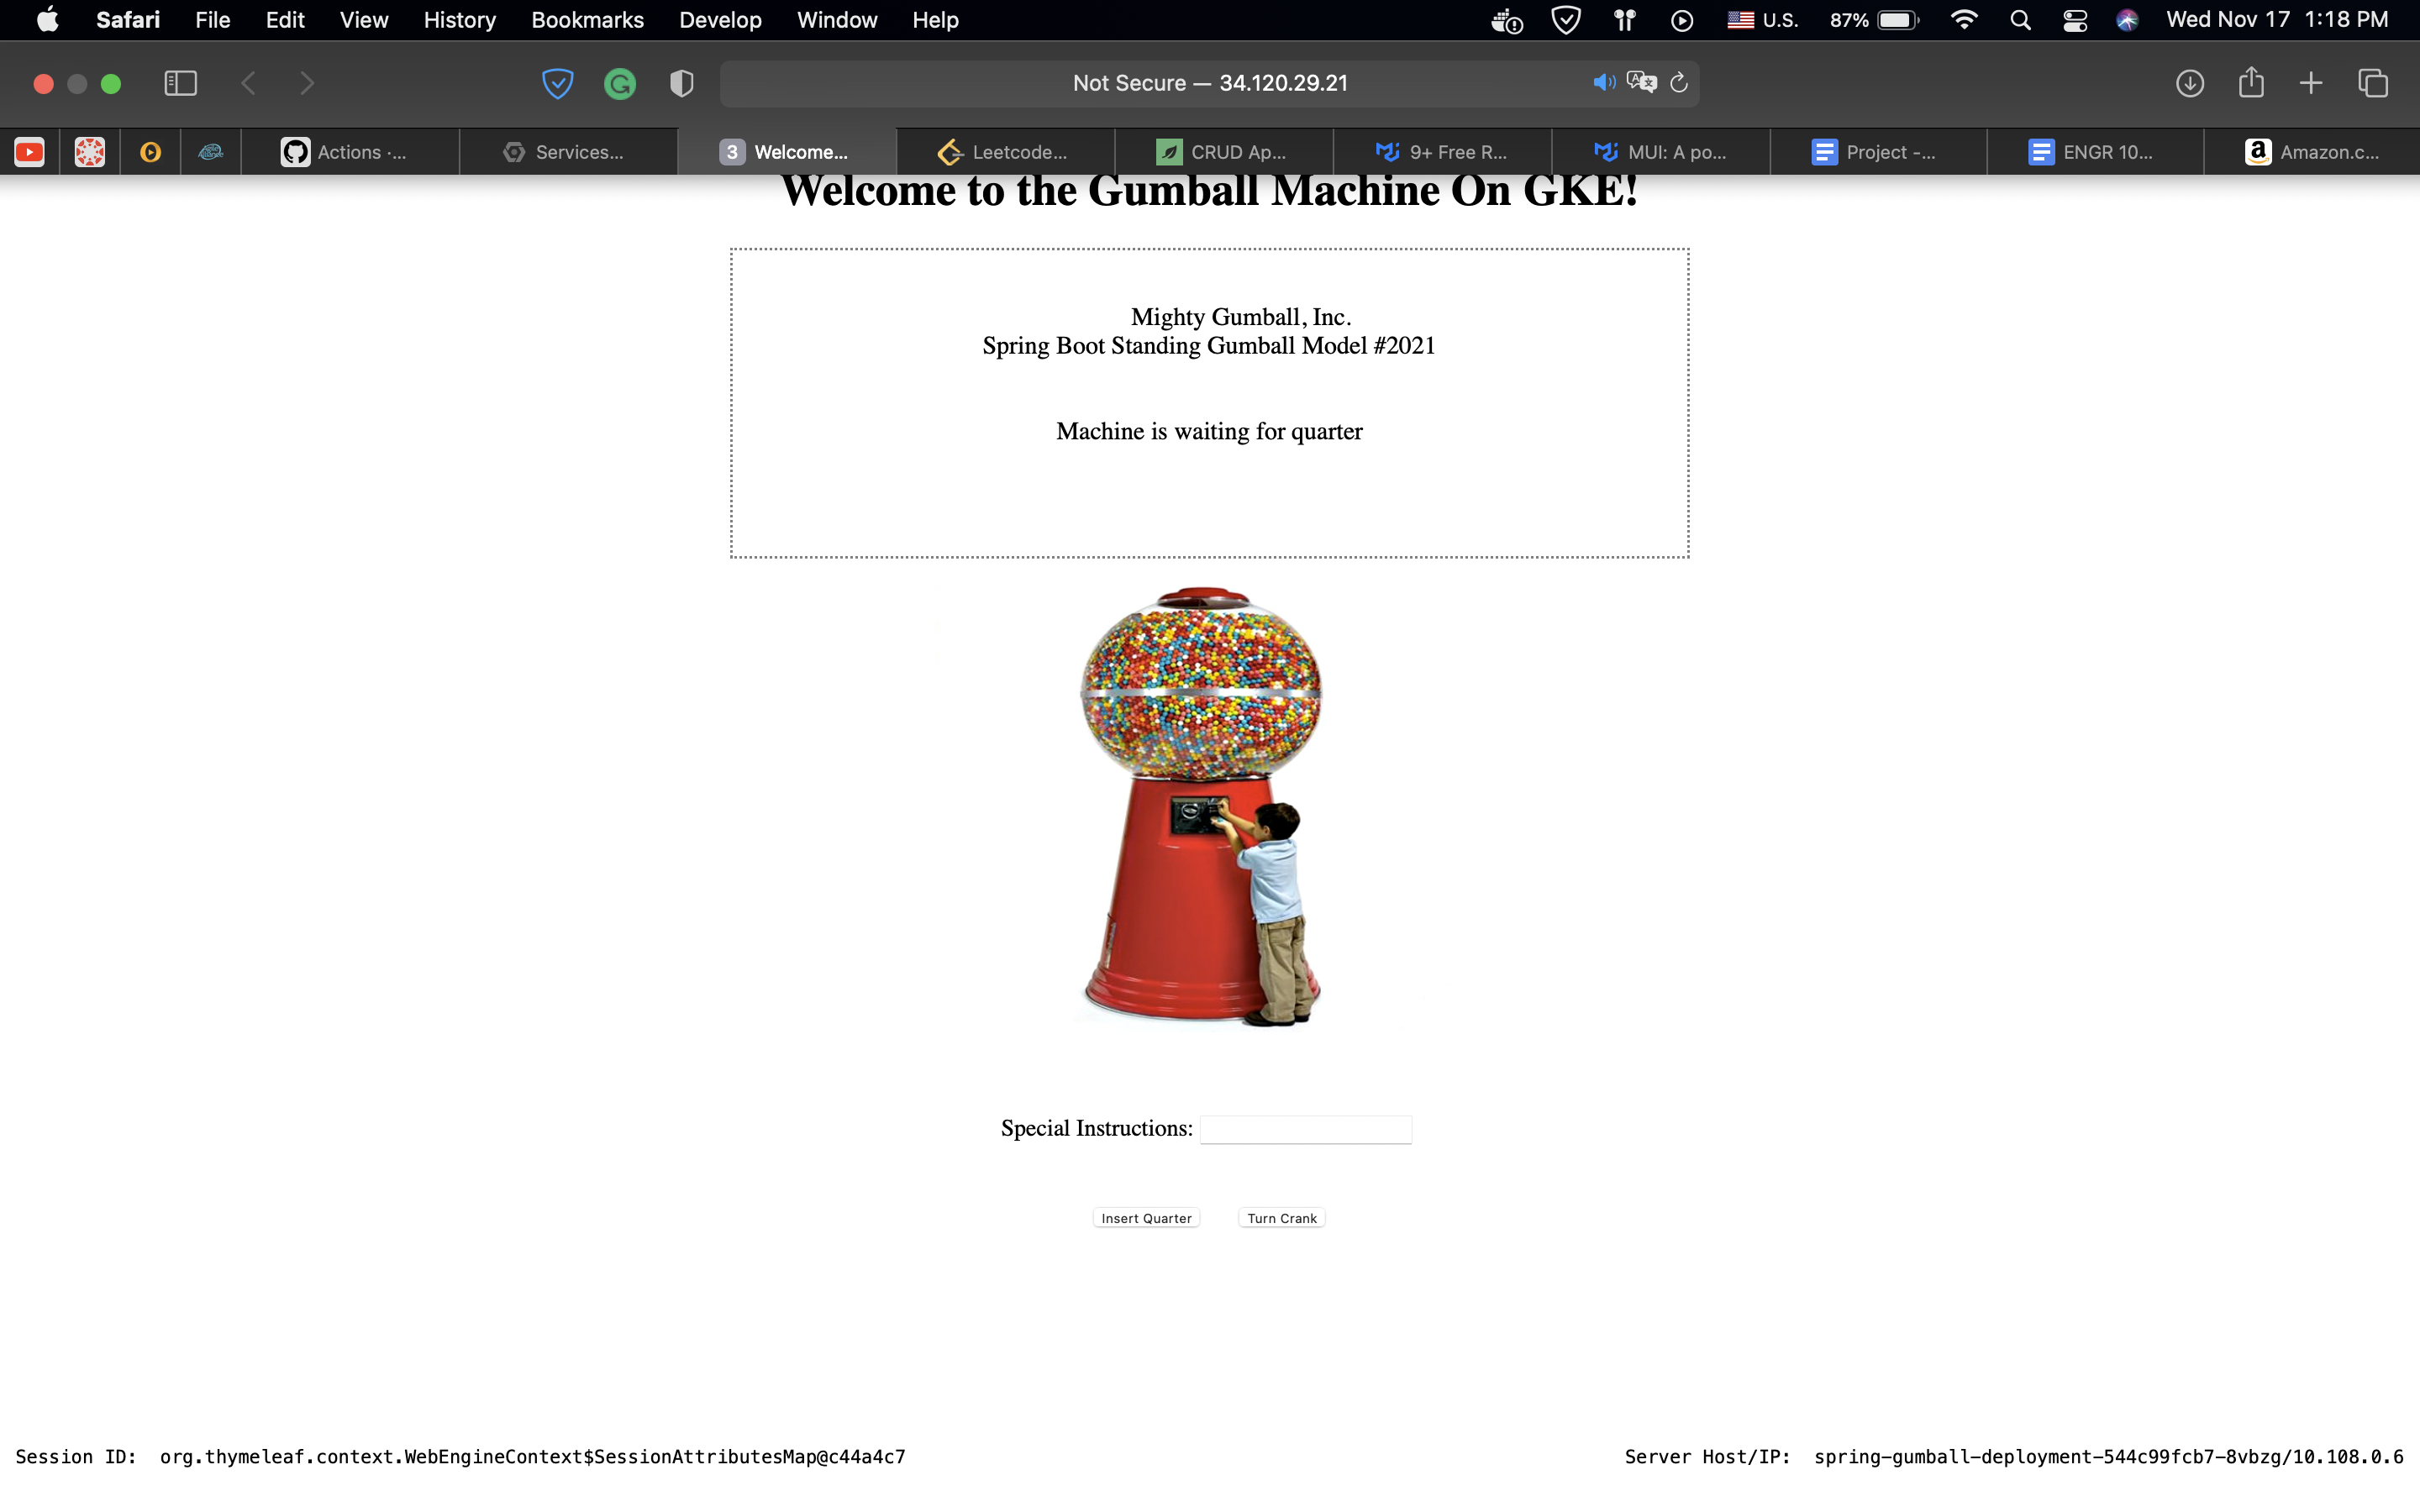 Safari File Edit View History Bookmarks Develop Window Help U.S. 87% Wed Nov 17 1:18 PM
Not Secure — 34.120.29.21
Actions ·... Services... 3 Welcome... Leetcode... CRUD Ap... 9+ Free R... MUI: A po... Project -... ENGR 10... a Amazon.c...
Welcome to the Gumball Machine On GKE!
Mighty Gumball, Inc.
Spring Boot Standing Gumball Model #2021
Machine is waiting for quarter
Special Instructions:
Insert Quarter Turn Crank
Session ID: org.thymeleaf.context.WebEngineContext$SessionAttributesMap@c44a4c7 Server Host/IP: spring-gumball-deployment-544c99fcb7-8vbzg/10.108.0.6